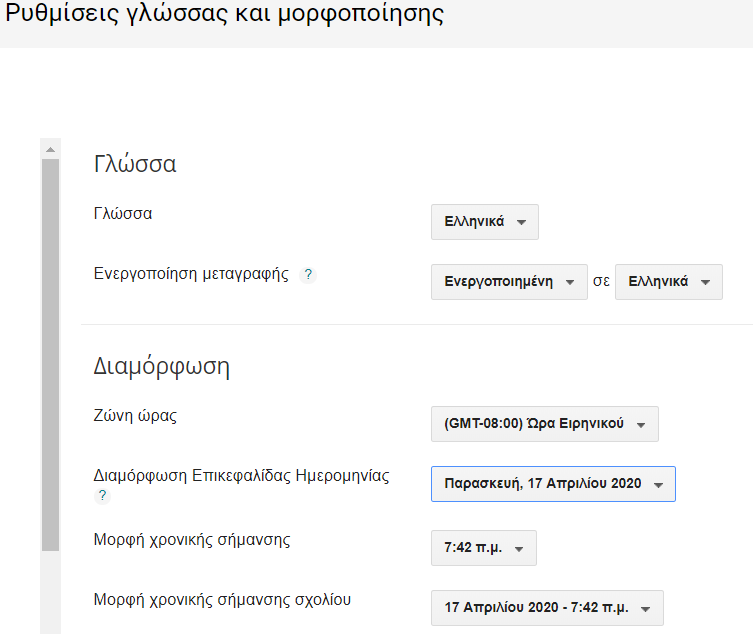 Ρυθμίσεις γλώσσας και μορφοποίησης
Γλώσσα
Γλώσσα Ελληνικά
Ενεργοποίηση μεταγραφής ? Ενεργοποιημένη σε Ελληνικά
Διαμόρφωση
Ζώνη ώρας (GMT-08:00) Ώρα Ειρηνικού
Διαμόρφωση Επικεφαλίδας Ημερομηνίας Παρασκευή, 17 Απριλίου 2020
?
Μορφή χρονικής σήμανσης 7:42 π.μ.
Μορφή χρονικής σήμανσης σχολίου 17 Απριλίου 2020 - 7:42 π.μ.